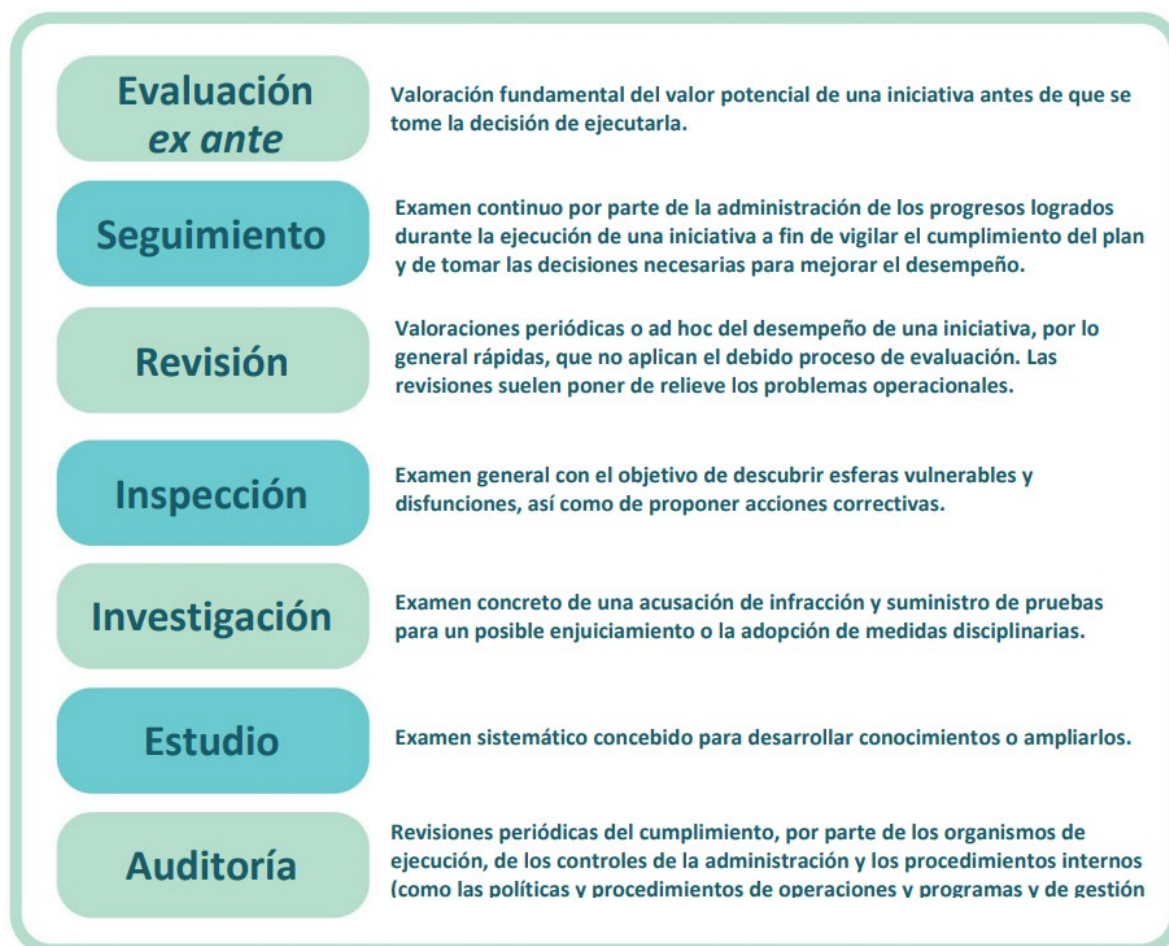 Evaluación
ex ante
Valoración fundamental del valor potencial de una iniciativa antes de que se
tome la decisión de ejecutarla.
Seguimiento
Examen continuo por parte de la administración de los progresos logrados
durante la ejecución de una iniciativa a fin de vigilar el cumplimiento del plan
y de tomar las decisiones necesarias para mejorar el desempeño.
Revisión
Valoraciones periódicas o ad hoc del desempeño de una iniciativa, por lo
general rápidas, que no aplican el debido proceso de evaluación. Las
revisiones suelen poner de relieve los problemas operacionales.
Inspección
Examen general con el objetivo de descubrir esferas vulnerables y
disfunciones, así como de proponer acciones correctivas.
Investigación
Examen concreto de una acusación de infracción y suministro de pruebas
para un posible enjuiciamiento o la adopción de medidas disciplinarias.
Estudio
Examen sistemático concebido para desarrollar conocimientos o ampliarlos.
Auditoría
Revisiones periódicas del cumplimiento, por parte de los organismos de
ejecución, de los controles de la administración y los procedimientos internos
(como las políticas y procedimientos de operaciones y programas y de gestión